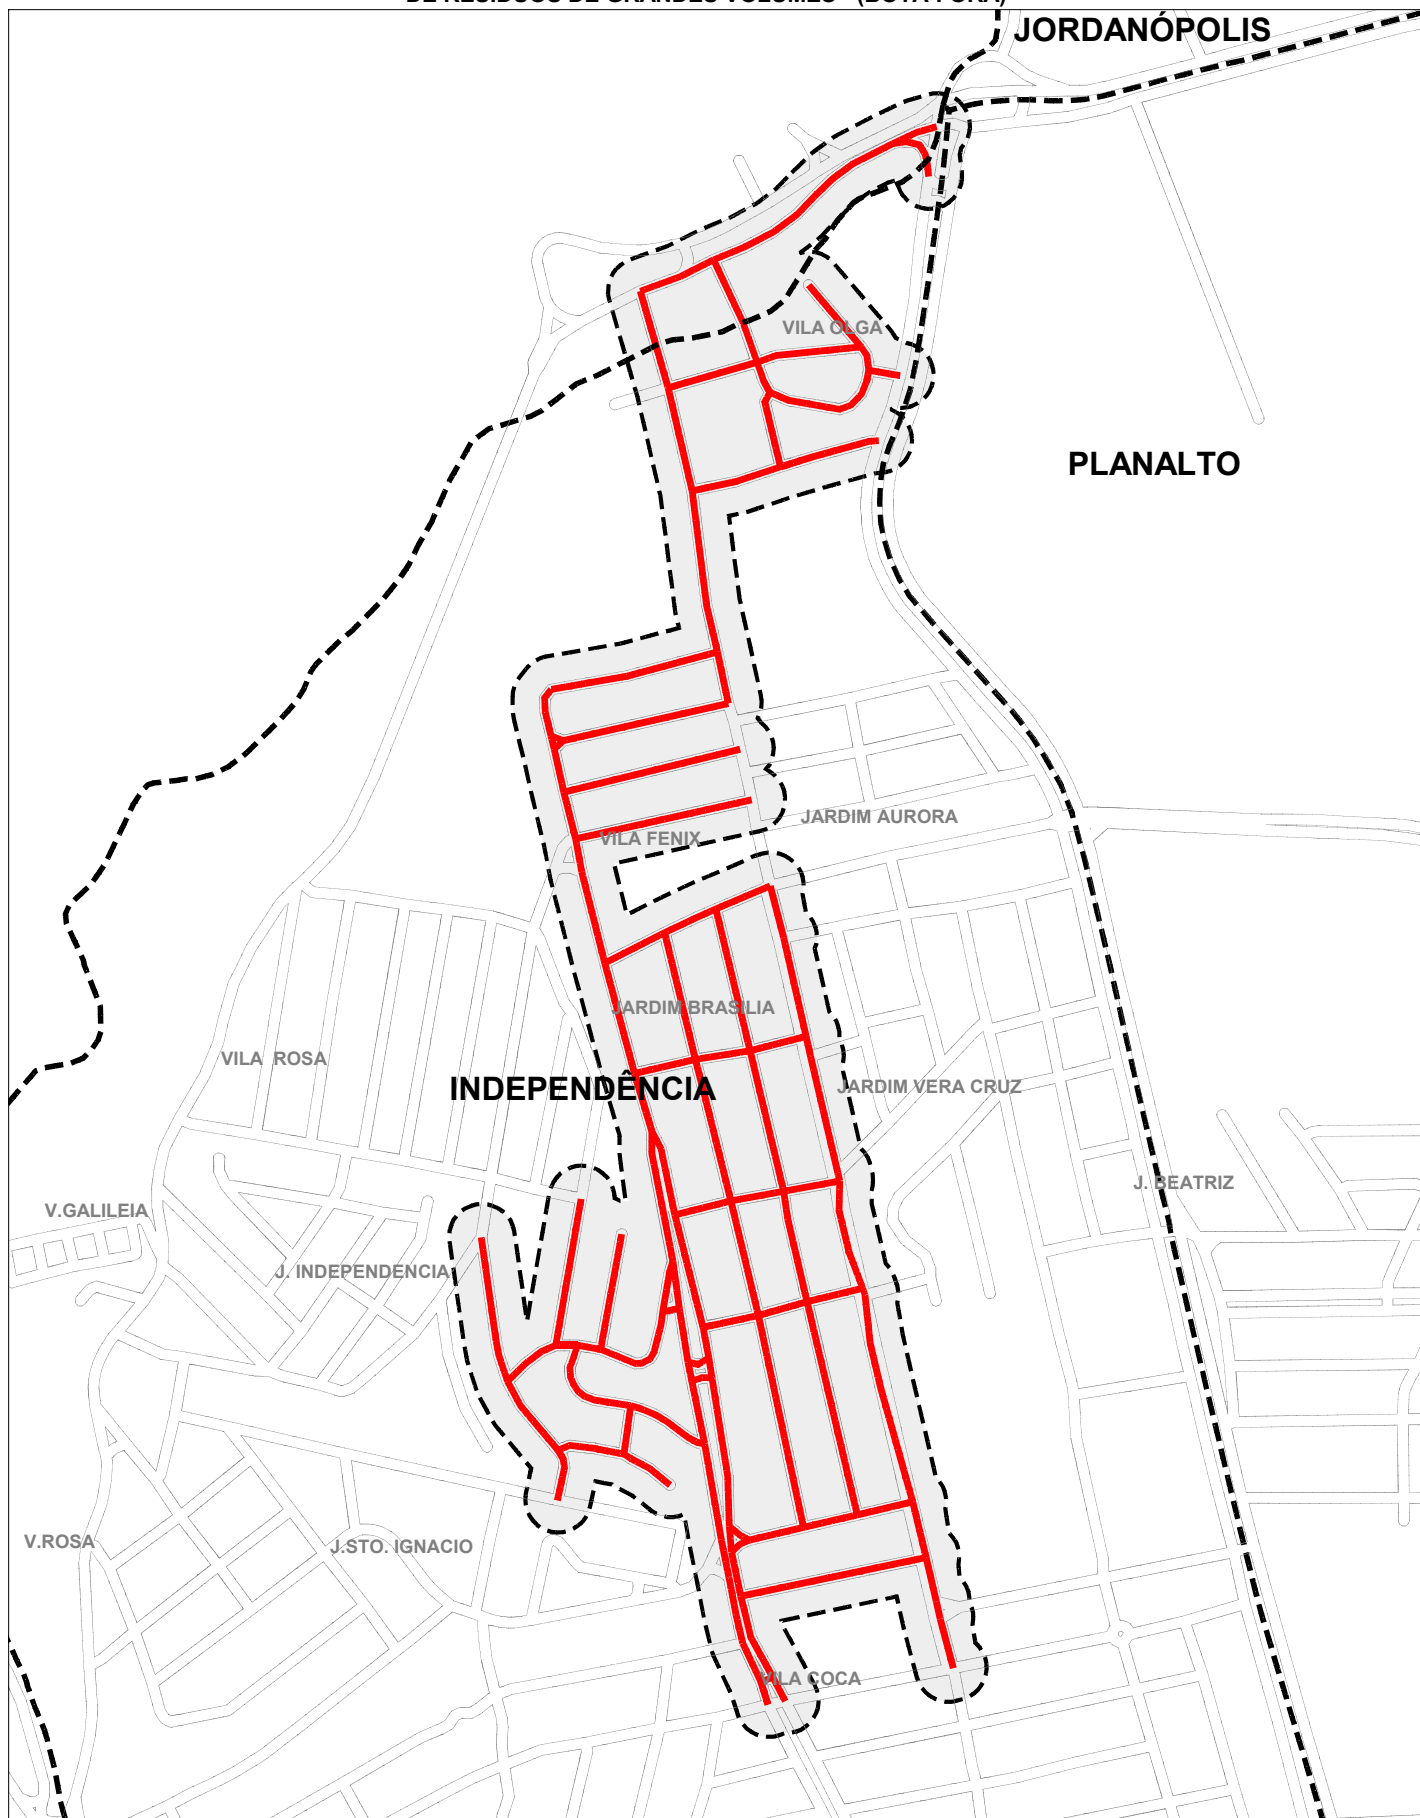 JORDANÓPOLIS
VILA OLGA
PLANALTO
JARDIM AURORA
VILA FENIX
JARDIM BRASILIA
VILA ROSA
INDEPENDÊNCIA
JARDIM VERA CRUZ
J. BEATRIZ
V.GALILEIA
J. INDEPENDENCIA
V.ROSA
J.STO. IGNACIO
VILA COCA